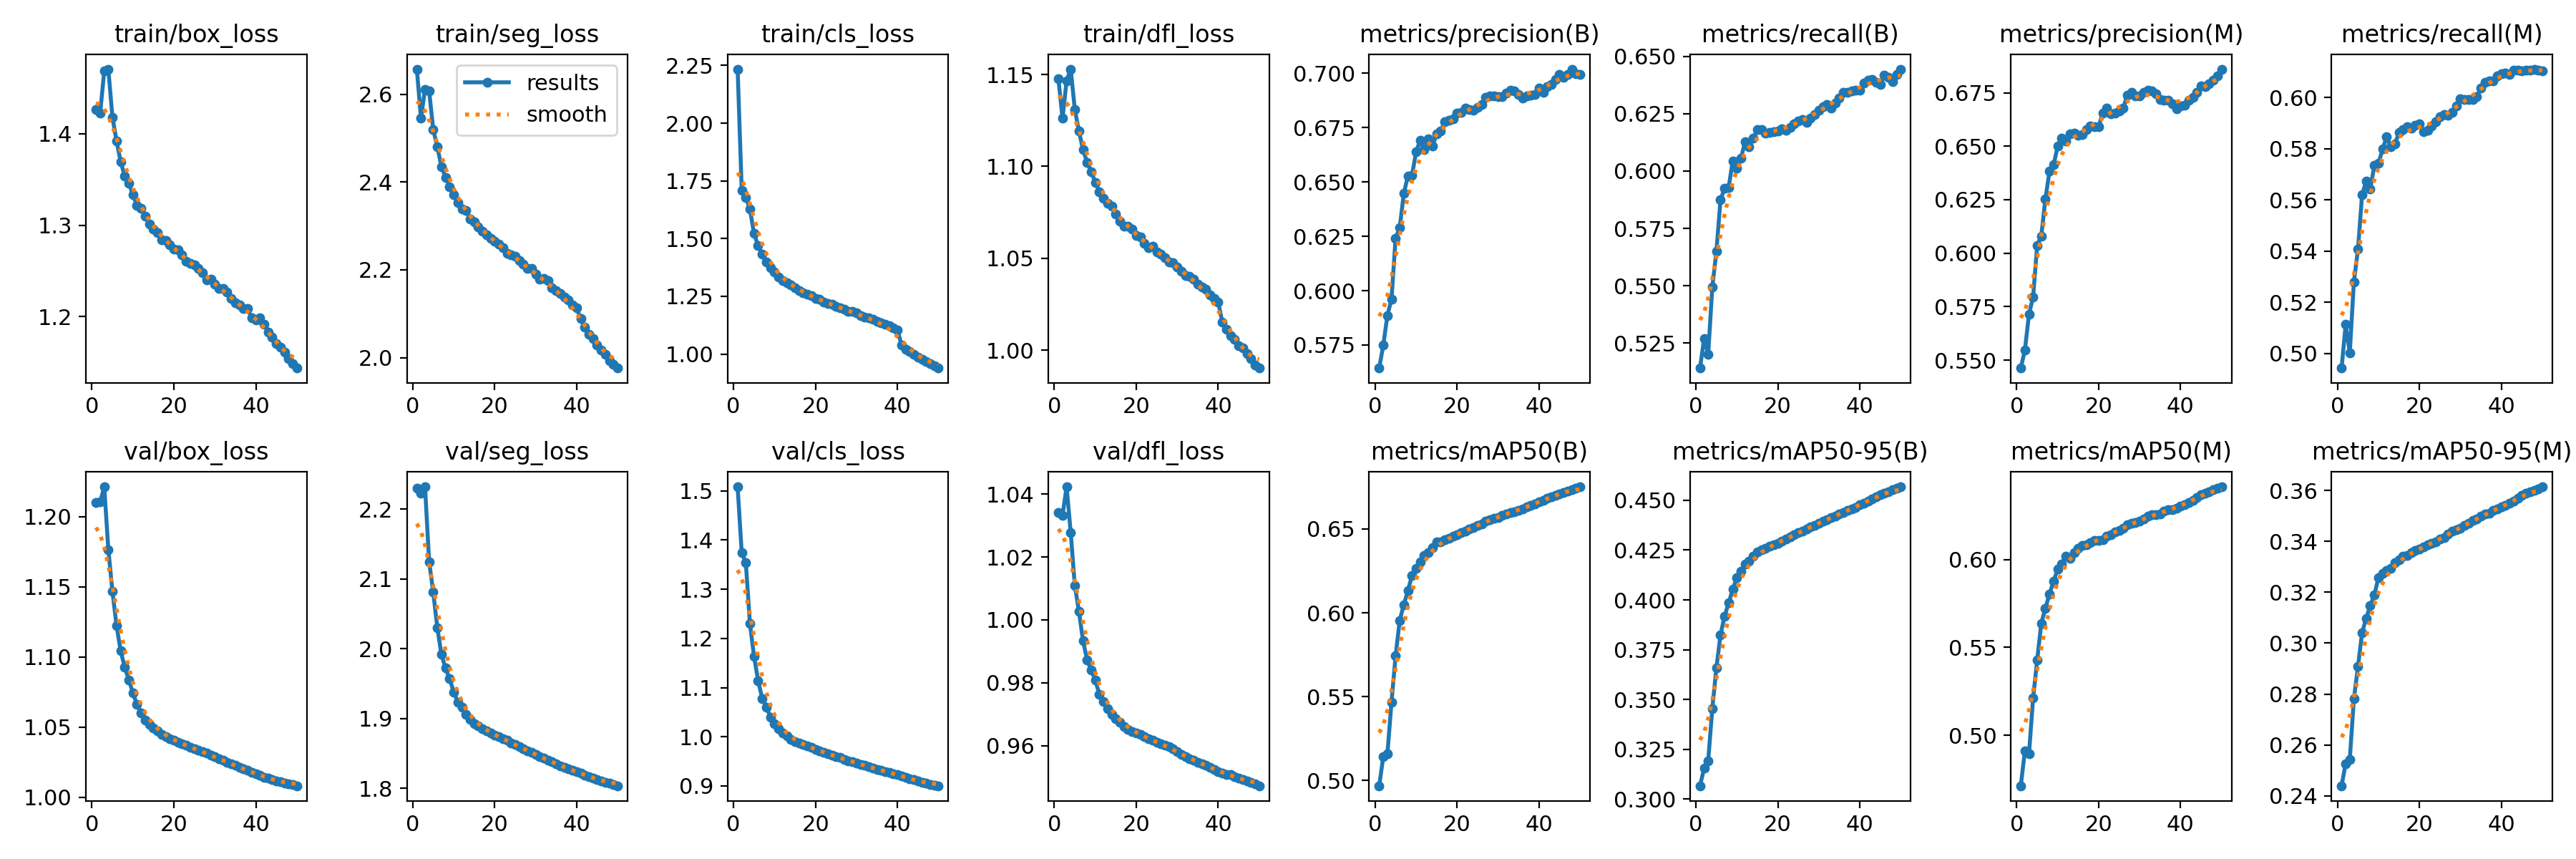 train/box_loss
1.4
1.3
1.2
0 20 40
train/seg_loss
results
smooth
2.6
2.4
2.2
2.0
0 20 40
train/cls_loss
2.25
2.00
1.75
1.50
1.25
1.00
0 20 40
train/dfl_loss
1.15
1.10
1.05
1.00
0 20 40
metrics/precision(B)
0.700
0.675
0.650
0.625
0.600
0.575
0 20 40
metrics/recall(B)
0.650
0.625
0.600
0.575
0.550
0.525
0 20 40
metrics/precision(M)
0.675
0.650
0.625
0.600
0.575
0.550
0 20 40
metrics/recall(M)
0.60
0.58
0.56
0.54
0.52
0.50
0 20 40
val/box_loss
1.20
1.15
1.10
1.05
1.00
0 20 40
val/seg_loss
2.2
2.1
2.0
1.9
1.8
0 20 40
val/cls_loss
1.5
1.4
1.3
1.2
1.1
1.0
0.9
0 20 40
val/dfl_loss
1.04
1.02
1.00
0.98
0.96
0 20 40
metrics/mAP50(B)
0.65
0.60
0.55
0.50
0 20 40
metrics/mAP50-95(B)
0.450
0.425
0.400
0.375
0.350
0.325
0.300
0 20 40
metrics/mAP50(M)
0.60
0.55
0.50
0 20 40
metrics/mAP50-95(M)
0.36
0.34
0.32
0.30
0.28
0.26
0.24
0 20 40